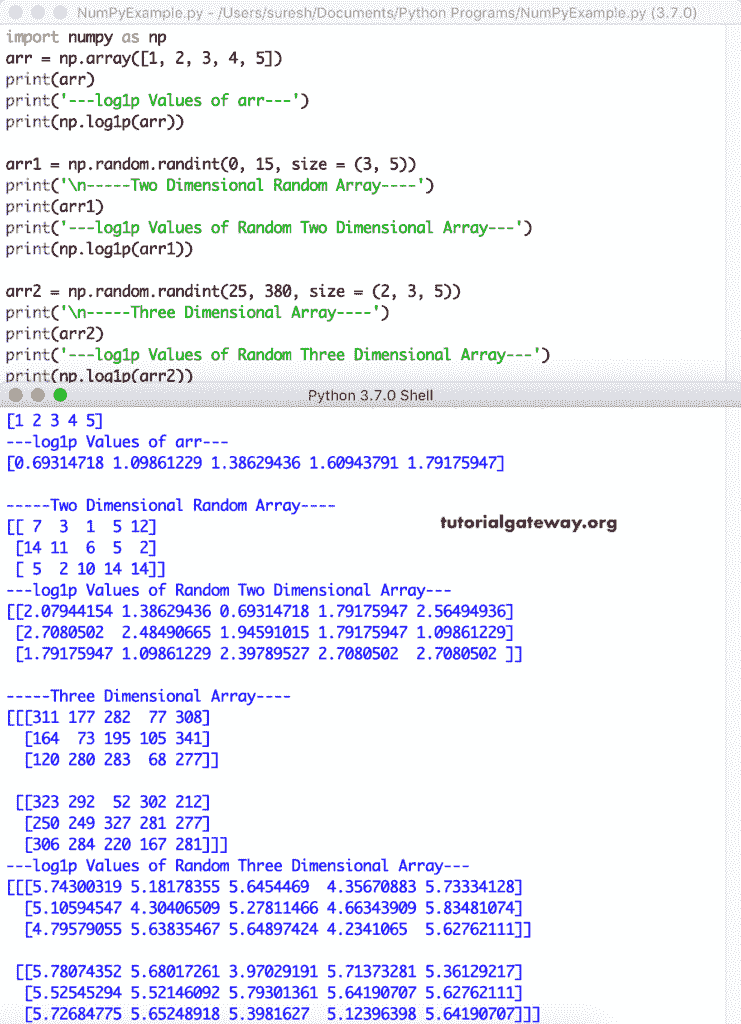 NumPyExample.py - /Users/suresh/Documents/Python Programs/NumPyExample.py (3.7.0)
import numpy as np
arr = np.array([1, 2, 3, 4, 5])
print(arr)
print('---log1p Values of arr---')
print(np.log1p(arr))

arr1 = np.random.randint(0, 15, size = (3, 5))
print('\n-----Two Dimensional Random Array----')
print(arr1)
print('---log1p Values of Random Two Dimensional Array---')
print(np.log1p(arr1))

arr2 = np.random.randint(25, 380, size = (2, 3, 5))
print('\n-----Three Dimensional Array----')
print(arr2)
print('---log1p Values of Random Three Dimensional Array---')
print(np.log1p(arr2))
Python 3.7.0 Shell
[1 2 3 4 5]
---log1p Values of arr---
[0.69314718 1.09861229 1.38629436 1.60943791 1.79175947]

-----Two Dimensional Random Array----
tutorialgateway.org
[[ 7  3  1  5 12]
 [14 11  6  5  2]
 [ 5  2 10 14 14]]
---log1p Values of Random Two Dimensional Array---
[[2.07944154 1.38629436 0.69314718 1.79175947 2.56494936]
 [2.7080502  2.48490665 1.94591015 1.79175947 1.09861229]
 [1.79175947 1.09861229 2.39789527 2.7080502  2.7080502 ]]

-----Three Dimensional Array----
[[[311 177 282  77 308]
  [164  73 195 105 341]
  [120 280 283  68 277]]

 [[323 292  52 302 212]
  [250 249 327 281 277]
  [306 284 220 167 281]]]
---log1p Values of Random Three Dimensional Array---
[[[5.74300319 5.18178355 5.6454469  4.35670883 5.73334128]
  [5.10594547 4.30406509 5.27811466 4.66343909 5.83481074]
  [4.79579055 5.63835467 5.64897424 4.2341065  5.62762111]]

 [[5.78074352 5.68017261 3.97029191 5.71373281 5.36129217]
  [5.52545294 5.52146092 5.79301361 5.64190707 5.62762111]
  [5.72684775 5.65248918 5.3981627  5.12396398 5.64190707]]]